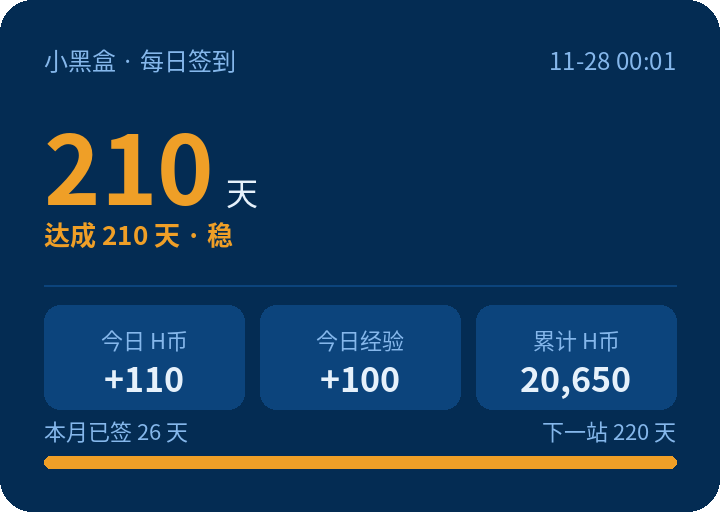 小黑盒 · 每日签到
11-28 00:01
210 天
达成 210 天 · 稳
今日 H币
+110
今日经验
+100
累计 H币
20,650
本月已签 26 天
下一站 220 天